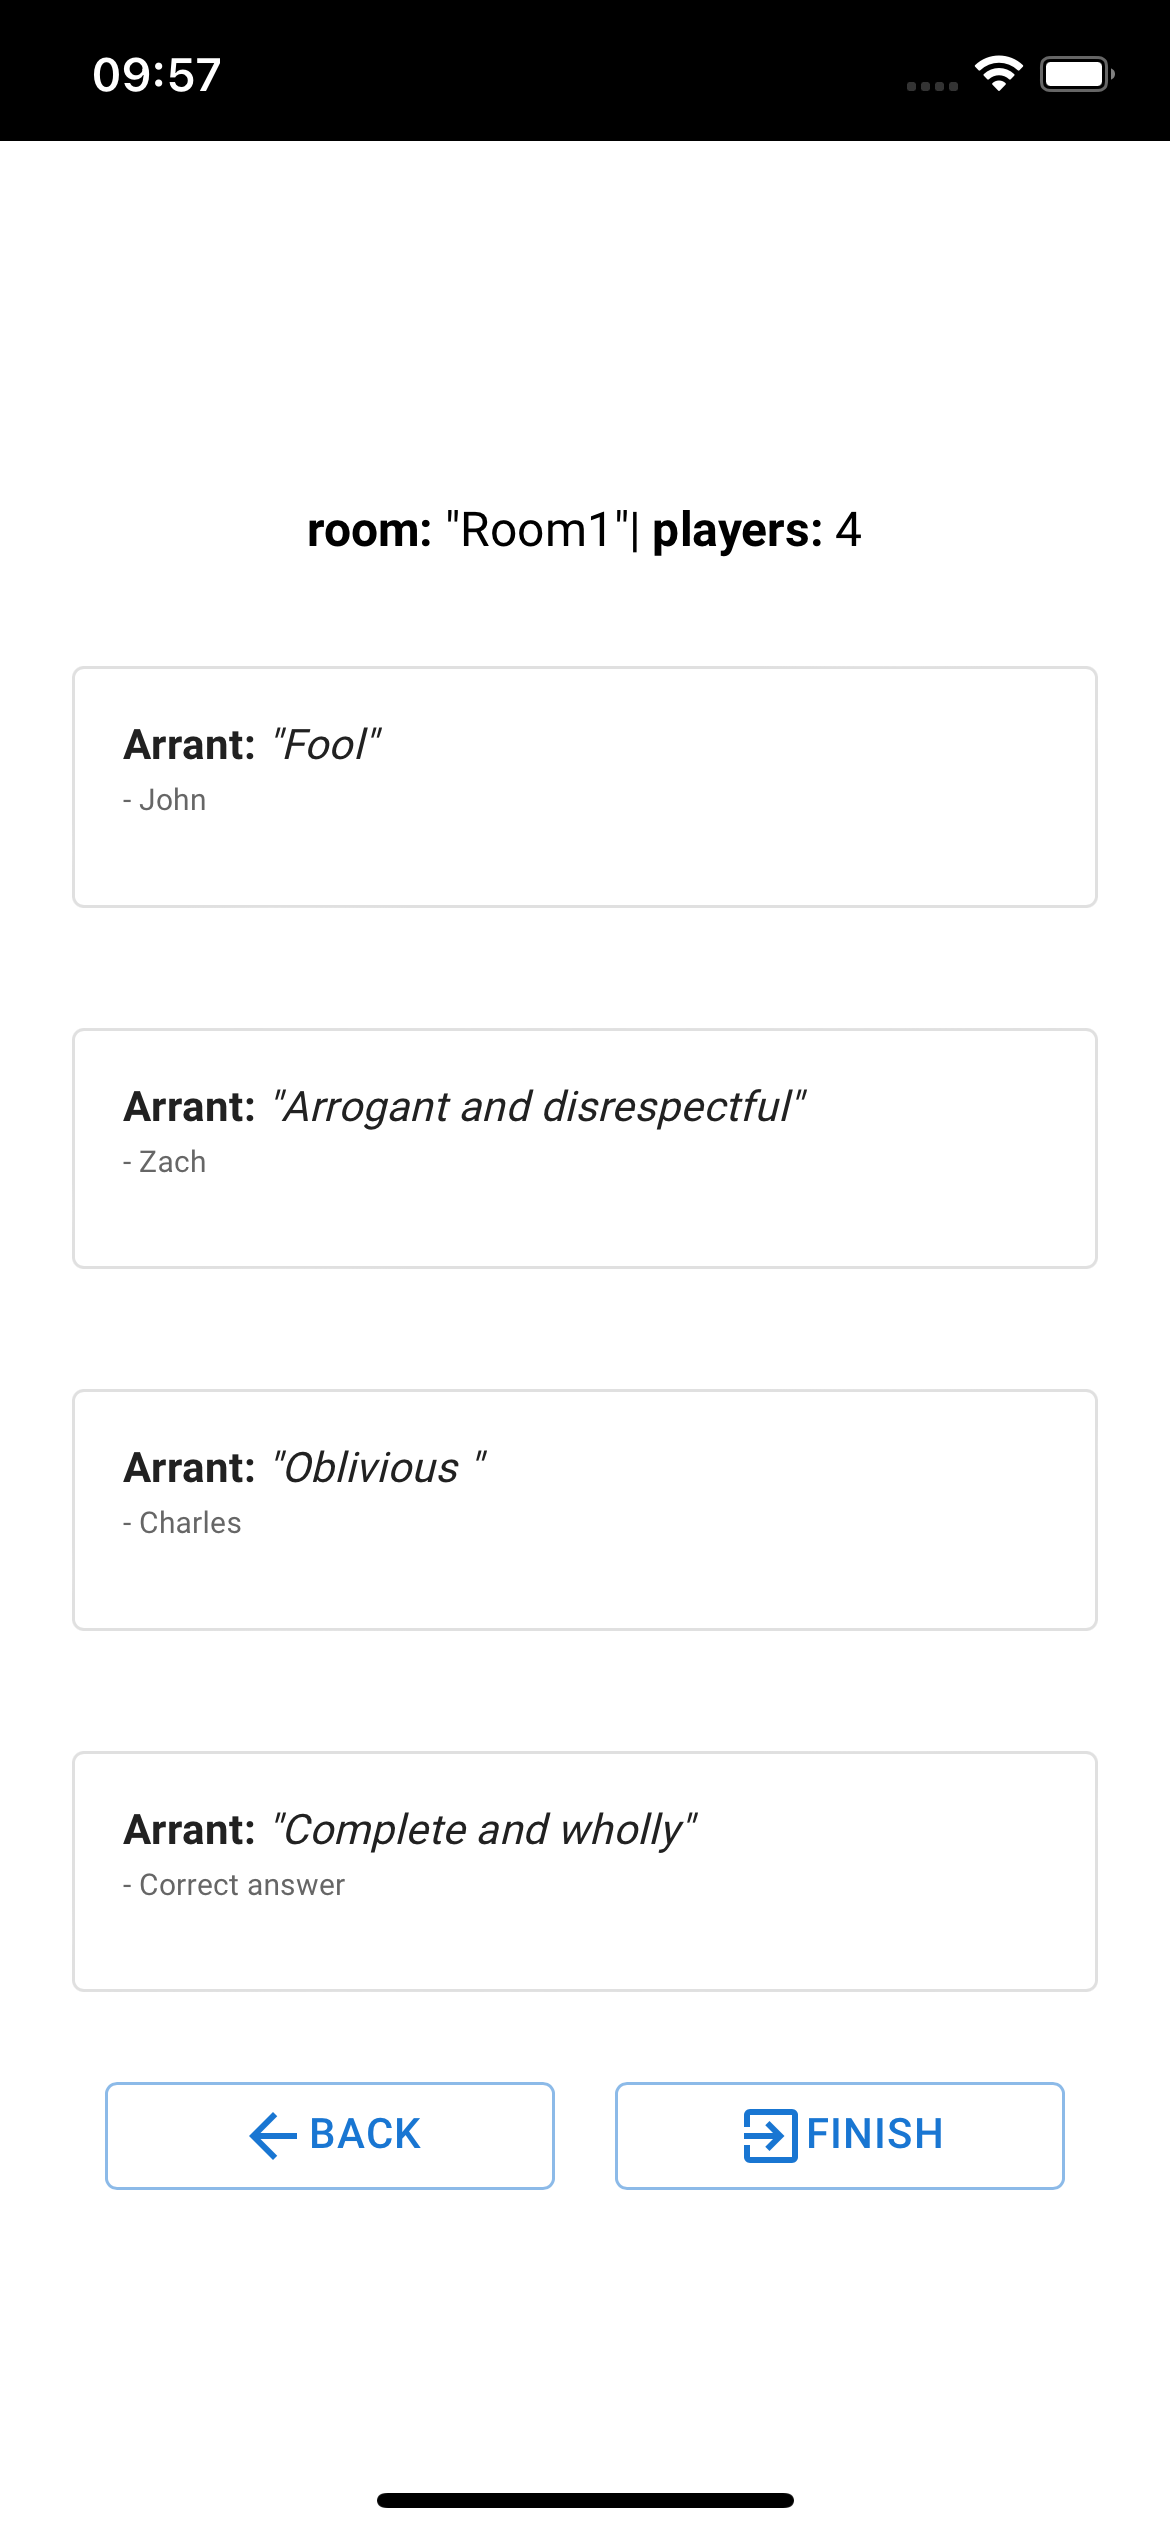 09:57
room: "Room1"| players: 4
Arrant: "Fool"
- John
Arrant: "Arrogant and disrespectful"
- Zach
Arrant: "Oblivious "
- Charles
Arrant: "Complete and wholly"
- Correct answer
BACK
FINISH